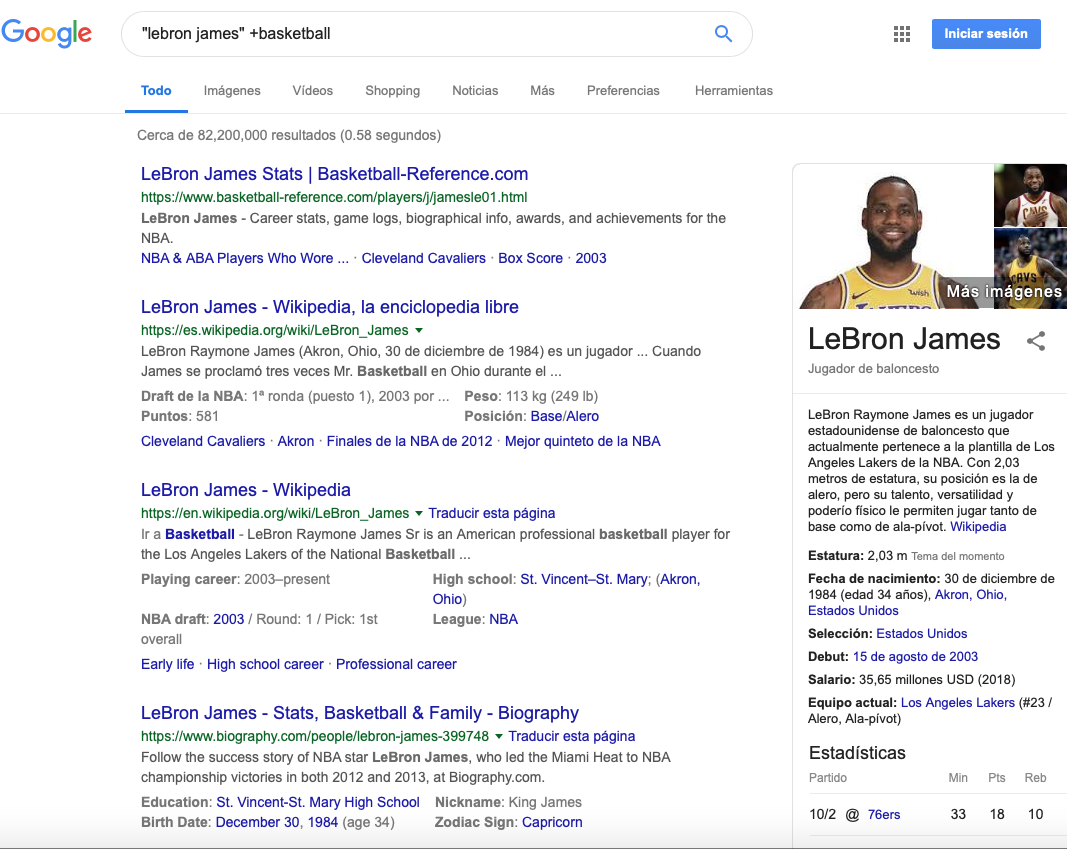 Google
"lebron james" +basketball
Iniciar sesión
Todo Imágenes Vídeos Shopping Noticias Más Preferencias Herramientas
Cerca de 82,200,000 resultados (0.58 segundos)
LeBron James Stats | Basketball-Reference.com
https://www.basketball-reference.com/players/j/jamesle01.html
LeBron James - Career stats, game logs, biographical info, awards, and achievements for the
NBA.
NBA & ABA Players Who Wore ... · Cleveland Cavaliers · Box Score · 2003
LeBron James - Wikipedia, la enciclopedia libre
https://es.wikipedia.org/wiki/LeBron_James
LeBron Raymone James (Akron, Ohio, 30 de diciembre de 1984) es un jugador ... Cuando
James se proclamó tres veces Mr. Basketball en Ohio durante el ...
Draft de la NBA: 1ª ronda (puesto 1), 2003 por ... Peso: 113 kg (249 lb)
Puntos: 581 Posición: Base/Alero
Cleveland Cavaliers · Akron · Finales de la NBA de 2012 · Mejor quinteto de la NBA
LeBron James - Wikipedia
https://en.wikipedia.org/wiki/LeBron_James Traducir esta página
Ir a Basketball - LeBron Raymone James Sr is an American professional basketball player for
the Los Angeles Lakers of the National Basketball ...
Playing career: 2003–present High school: St. Vincent–St. Mary; (Akron,
Ohio)
NBA draft: 2003 / Round: 1 / Pick: 1st League: NBA
overall
Early life · High school career · Professional career
LeBron James - Stats, Basketball & Family - Biography
https://www.biography.com/people/lebron-james-399748 Traducir esta página
Follow the success story of NBA star LeBron James, who led the Miami Heat to NBA
championship victories in both 2012 and 2013, at Biography.com.
Education: St. Vincent-St. Mary High School Nickname: King James
Birth Date: December 30, 1984 (age 34) Zodiac Sign: Capricorn
wish
CAVS
CAVS
Más imágenes
LeBron James
Jugador de baloncesto
LeBron Raymone James es un jugador
estadounidense de baloncesto que
actualmente pertenece a la plantilla de Los
Angeles Lakers de la NBA. Con 2,03
metros de estatura, su posición es la de
alero, pero su talento, versatilidad y
poderío físico le permiten jugar tanto de
base como de ala-pívot. Wikipedia
Estatura: 2,03 m Tema del momento
Fecha de nacimiento: 30 de diciembre de
1984 (edad 34 años), Akron, Ohio,
Estados Unidos
Selección: Estados Unidos
Debut: 15 de agosto de 2003
Salario: 35,65 millones USD (2018)
Equipo actual: Los Angeles Lakers (#23 /
Alero, Ala-pívot)
Estadísticas
Partido Min Pts Reb
10/2 @ 76ers 33 18 10